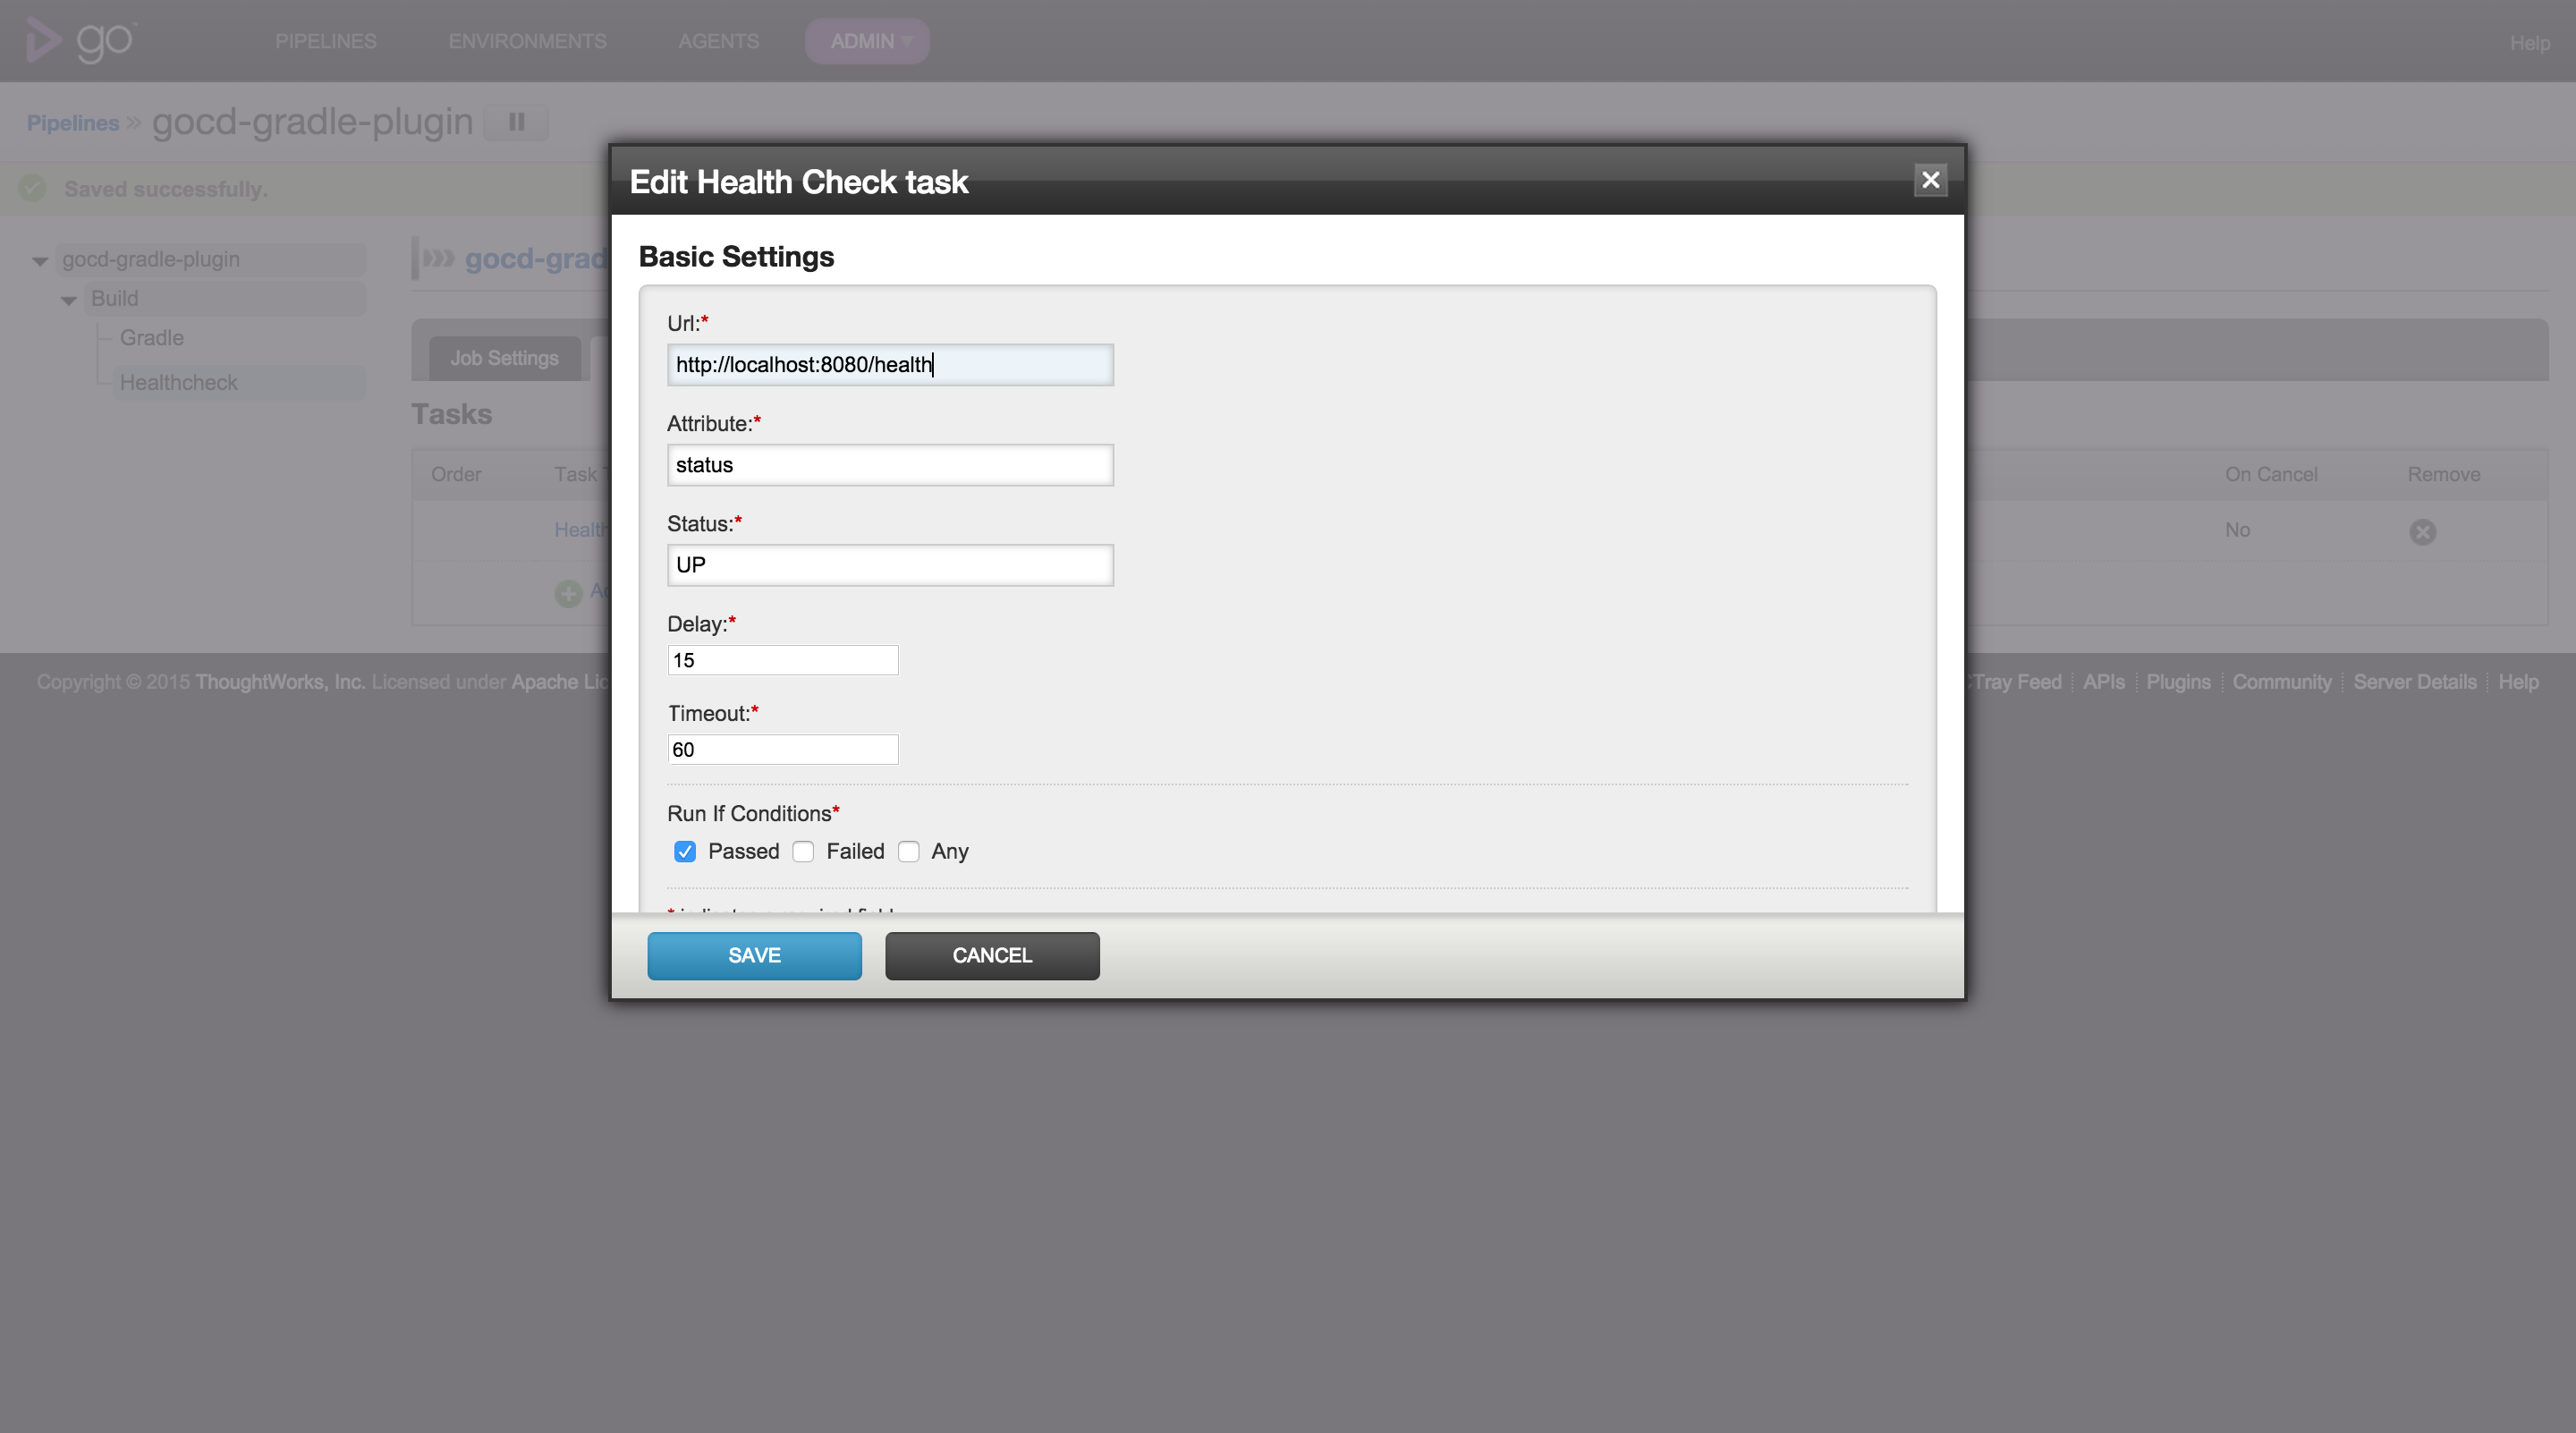 go
PIPELINES ENVIRONMENTS AGENTS ADMIN Help
Pipelines » gocd-gradle-plugin
Saved successfully.
gocd-gradle-plugin
Build
Gradle
Healthcheck
gocd-grad
Job Settings
Tasks
Order Task On Cancel Remove
Health No
Edit Health Check task
Basic Settings
Url:*
http://localhost:8080/health
Attribute:*
status
Status:*
UP
Delay:*
15
Timeout:*
60
Run If Conditions*
Passed Failed Any
SAVE CANCEL
Copyright © 2015 ThoughtWorks, Inc. Licensed under Apache Lic
CTray Feed APIs Plugins Community Server Details Help